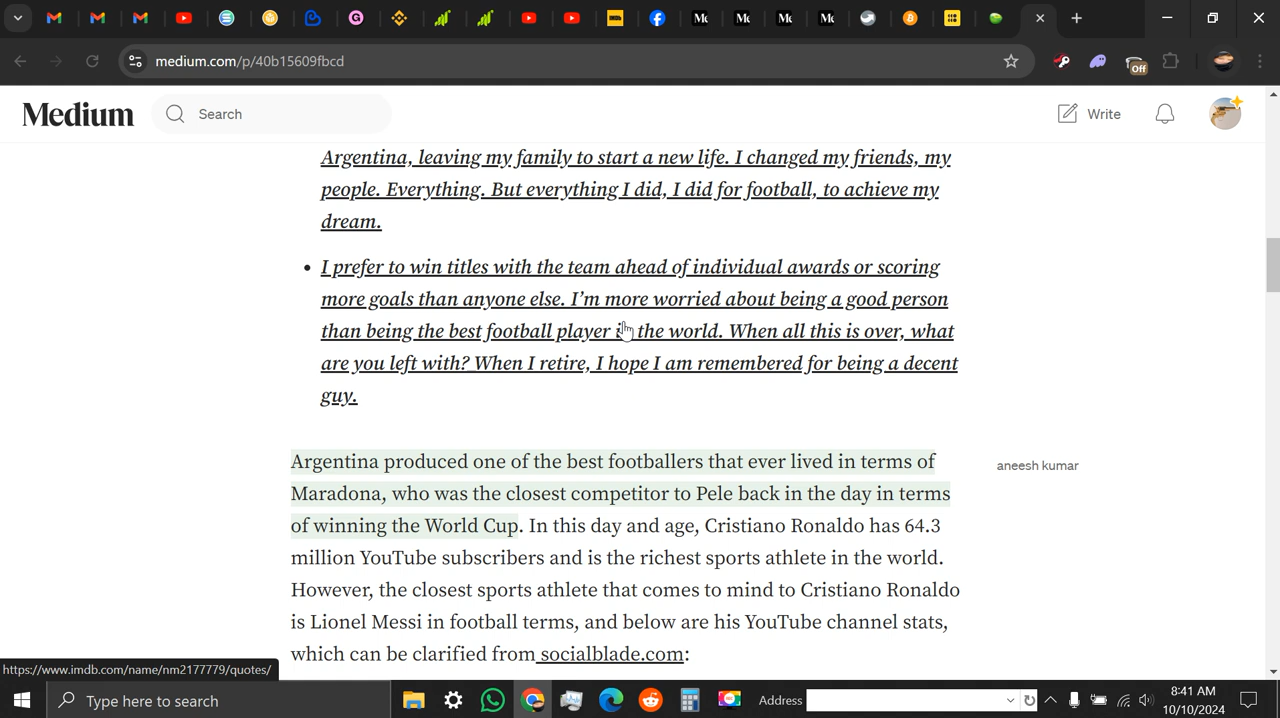 medium.com/p/40b15609fbcd
Off
Medium
Search
Write
Argentina, leaving my family to start a new life. I changed my friends, my
people. Everything. But everything I did, I did for football, to achieve my
dream.
• I prefer to win titles with the team ahead of individual awards or scoring
more goals than anyone else. I’m more worried about being a good person
than being the best football player in the world. When all this is over, what
are you left with? When I retire, I hope I am remembered for being a decent
guy.
Argentina produced one of the best footballers that ever lived in terms of
aneesh kumar
Maradona, who was the closest competitor to Pele back in the day in terms
of winning the World Cup. In this day and age, Cristiano Ronaldo has 64.3
million YouTube subscribers and is the richest sports athlete in the world.
However, the closest sports athlete that comes to mind to Cristiano Ronaldo
is Lionel Messi in football terms, and below are his YouTube channel stats,
which can be clarified from socialblade.com:
https://www.imdb.com/name/nm2177779/quotes/
Type here to search
Address
8:41 AM
10/10/2024